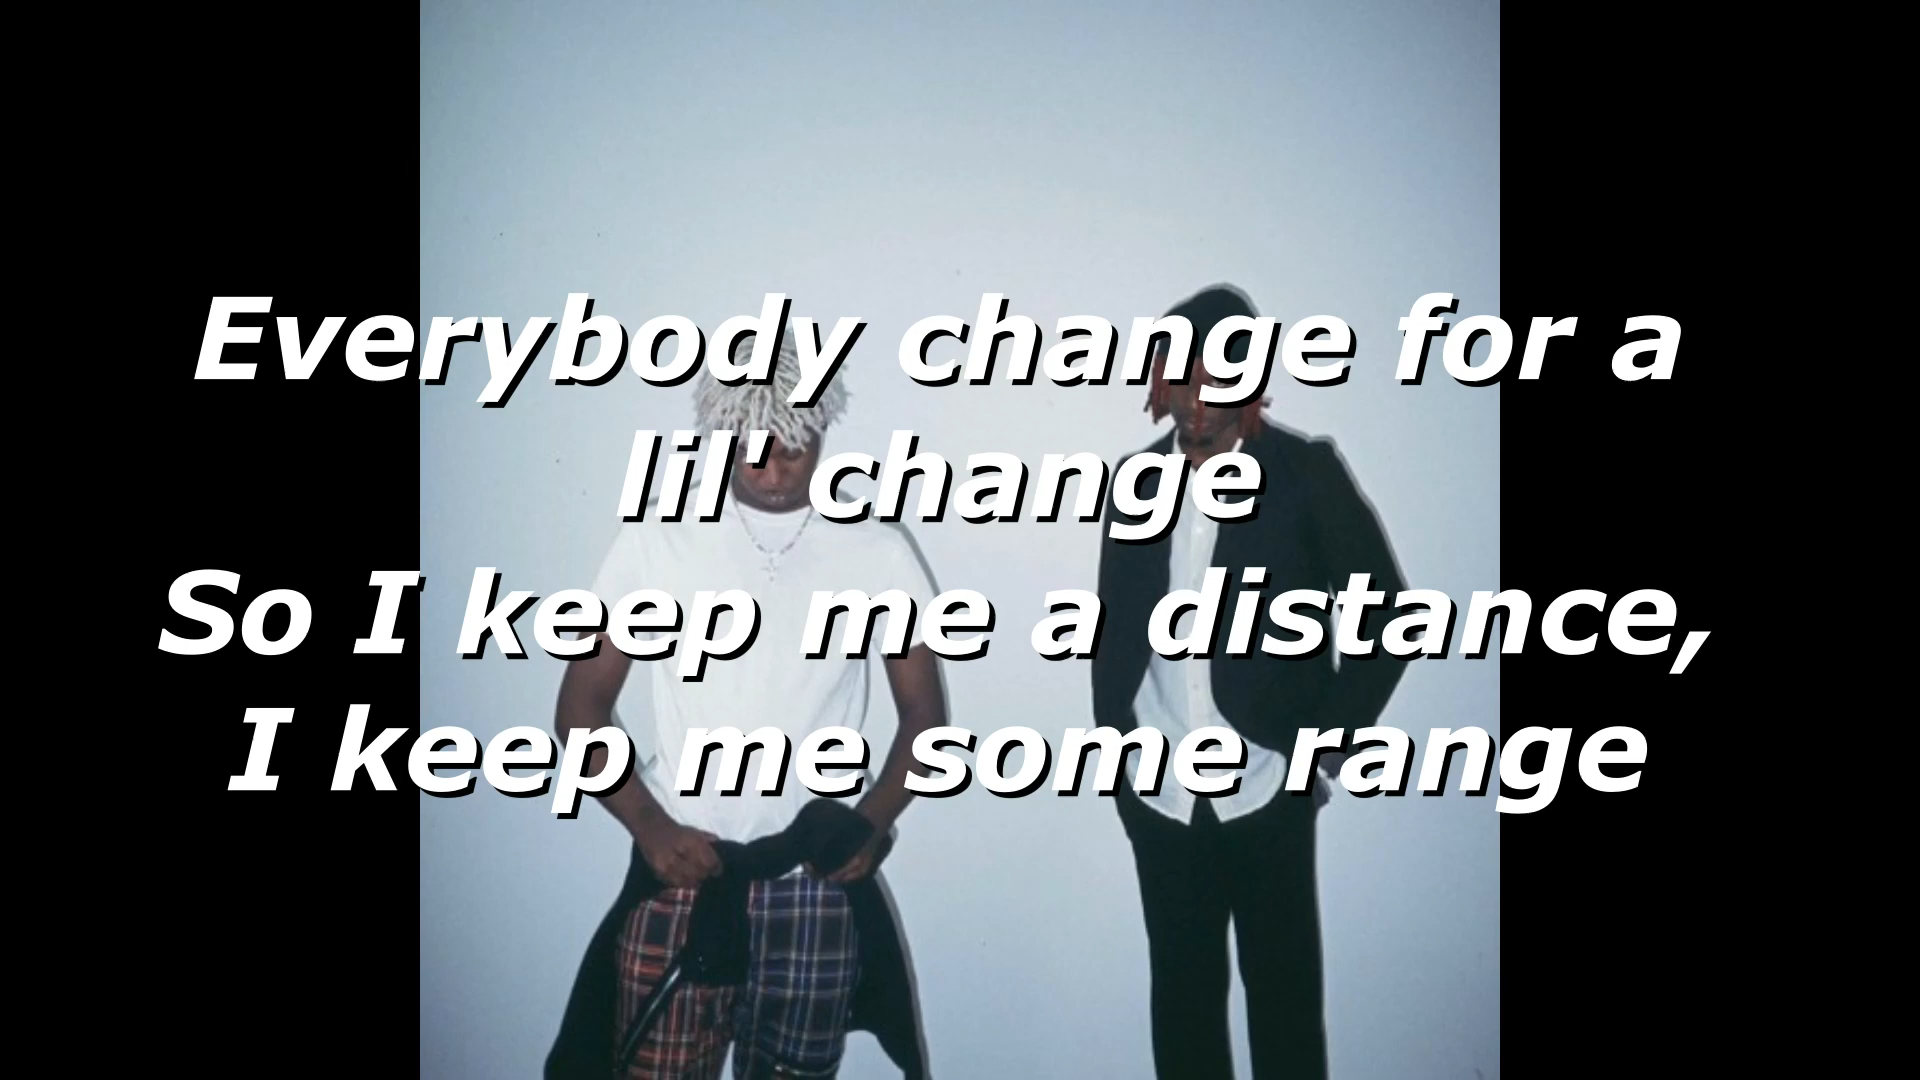 Everybody change for a
lil' change
So I keep me a distance,
I keep me some range